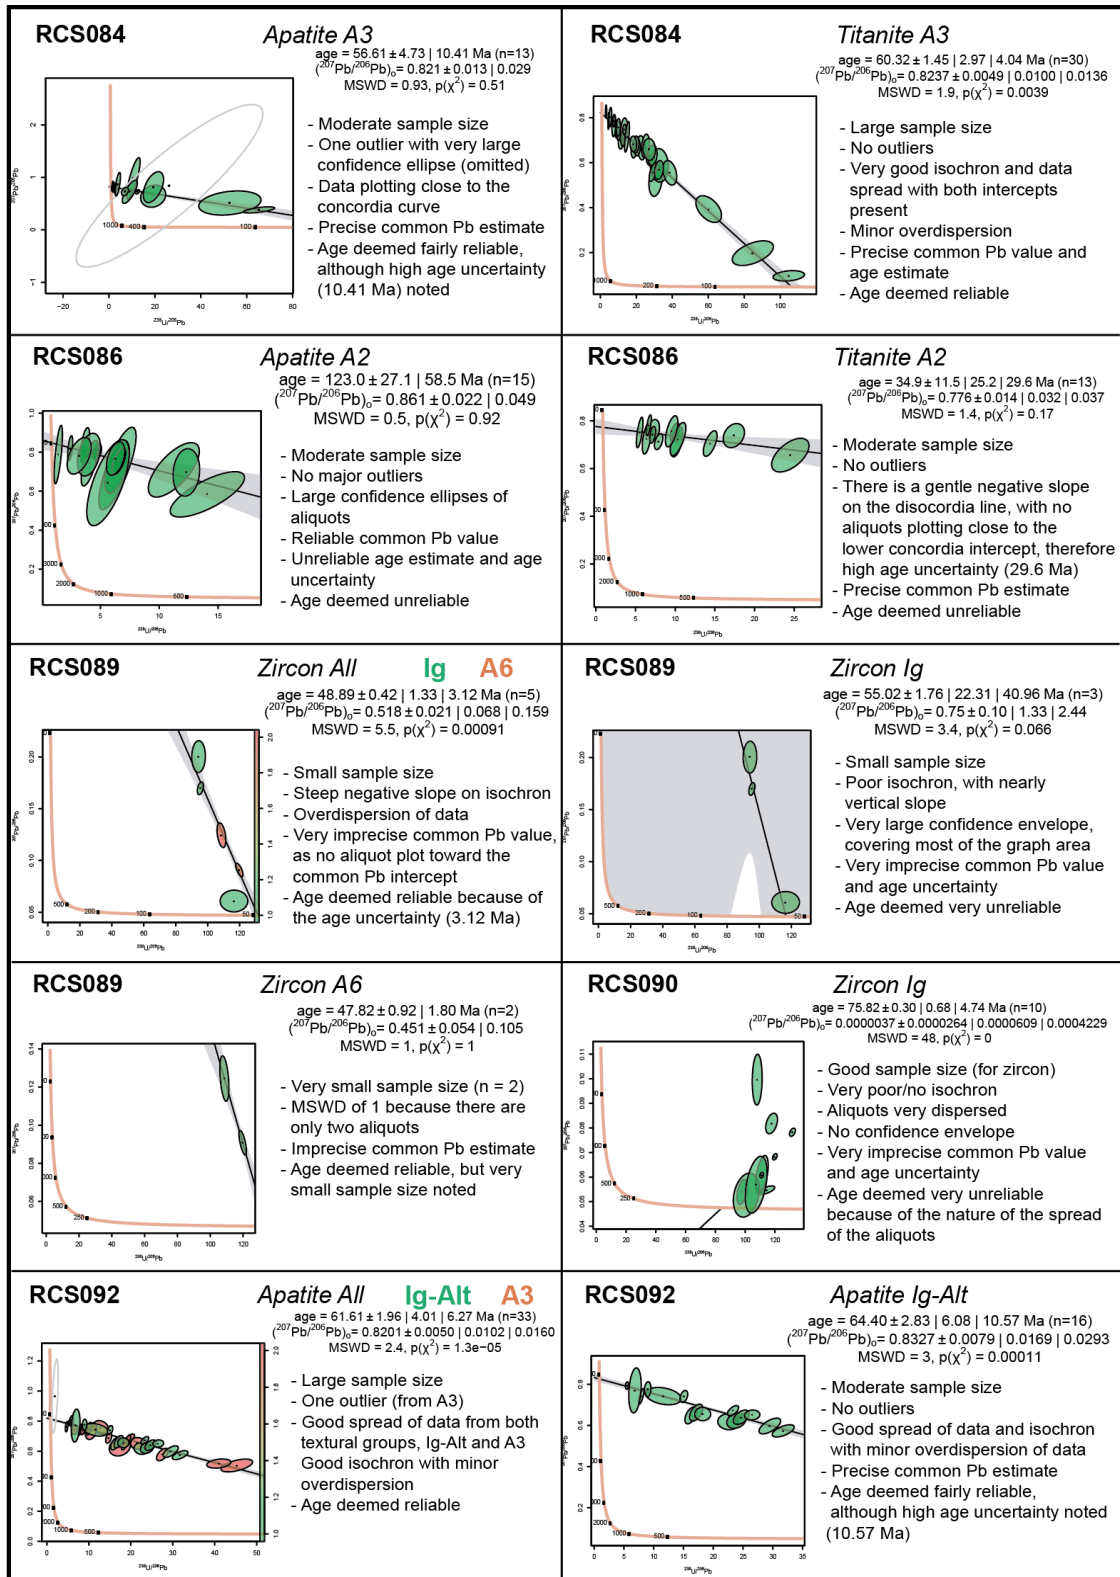 RCS084
Apatite A3
age = 56.61 ± 4.73 | 10.41 Ma (n=13)
(207Pb/206Pb)o= 0.821 ± 0.013 | 0.029
MSWD = 0.93, p(χ2) = 0.51
- Moderate sample size
- One outlier with very large
confidence ellipse (omitted)
- Data plotting close to the
concordia curve
- Precise common Pb estimate
- Age deemed fairly reliable,
although high age uncertainty
(10.41 Ma) noted
238U/206Pb
RCS084
Titanite A3
age = 60.32 ± 1.45 | 2.97 | 4.04 Ma (n=30)
(207Pb/206Pb)o= 0.8237 ± 0.0049 | 0.0100 | 0.0136
MSWD = 1.9, p(χ2) = 0.0039
- Large sample size
- No outliers
- Very good isochron and data
spread with both intercepts
present
- Minor overdispersion
- Precise common Pb value and
age estimate
- Age deemed reliable
238U/206Pb
RCS086
Apatite A2
age = 123.0 ± 27.1 | 58.5 Ma (n=15)
(207Pb/206Pb)o= 0.861 ± 0.022 | 0.049
MSWD = 0.5, p(χ2) = 0.92
- Moderate sample size
- No major outliers
- Large confidence ellipses of
aliquots
- Reliable common Pb value
- Unreliable age estimate and age
uncertainty
- Age deemed unreliable
238U/206Pb
RCS086
Titanite A2
age = 34.9 ± 11.5 | 25.2 | 29.6 Ma (n=13)
(207Pb/206Pb)o= 0.776 ± 0.014 | 0.032 | 0.037
MSWD = 1.4, p(χ2) = 0.17
- Moderate sample size
- No outliers
- There is a gentle negative slope
on the disocordia line, with no
aliquots plotting close to the
lower concordia intercept, therefore
high age uncertainty (29.6 Ma)
- Precise common Pb estimate
- Age deemed unreliable
238U/206Pb
RCS089
Zircon All
Ig
A6
age = 48.89 ± 0.42 | 1.33 | 3.12 Ma (n=5)
(207Pb/206Pb)o= 0.518 ± 0.021 | 0.068 | 0.159
MSWD = 5.5, p(χ2) = 0.00091
- Small sample size
- Steep negative slope on isochron
- Overdispersion of data
- Very imprecise common Pb value,
as no aliquot plot toward the
common Pb intercept
- Age deemed reliable because of
the age uncertainty (3.12 Ma)
238U/206Pb
RCS089
Zircon Ig
age = 55.02 ± 1.76 | 22.31 | 40.96 Ma (n=3)
(207Pb/206Pb)o= 0.75 ± 0.10 | 1.33 | 2.44
MSWD = 3.4, p(χ2) = 0.066
- Small sample size
- Poor isochron, with nearly
vertical slope
- Very large confidence envelope,
covering most of the graph area
- Very imprecise common Pb value
and age uncertainty
- Age deemed very unreliable
238U/206Pb
RCS089
Zircon A6
age = 47.82 ± 0.92 | 1.80 Ma (n=2)
(207Pb/206Pb)o= 0.451 ± 0.054 | 0.105
MSWD = 1, p(χ2) = 1
- Very small sample size (n = 2)
- MSWD of 1 because there are
only two aliquots
- Imprecise common Pb estimate
- Age deemed reliable, but very
small sample size noted
238U/206Pb
RCS090
Zircon Ig
age = 75.82 ± 0.30 | 0.68 | 4.74 Ma (n=10)
(207Pb/206Pb)o= 0.0000037 ± 0.0000264 | 0.0000609 | 0.0004229
MSWD = 48, p(χ2) = 0
- Good sample size (for zircon)
- Very poor/no isochron
- Aliquots very dispersed
- No confidence envelope
- Very imprecise common Pb value
and age uncertainty
- Age deemed very unreliable
because of the nature of the spread
of the aliquots
238U/206Pb
RCS092
Apatite All
Ig-Alt
A3
age = 61.61 ± 1.96 | 4.01 | 6.27 Ma (n=33)
(207Pb/206Pb)o= 0.8201 ± 0.0050 | 0.0102 | 0.0160
MSWD = 2.4, p(χ2) = 1.3e-05
- Large sample size
- One outlier (from A3)
- Good spread of data from both
textural groups, Ig-Alt and A3
Good isochron with minor
overdispersion
- Age deemed reliable
238U/206Pb
RCS092
Apatite Ig-Alt
age = 64.40 ± 2.83 | 6.08 | 10.57 Ma (n=16)
(207Pb/206Pb)o= 0.8327 ± 0.0079 | 0.0169 | 0.0293
MSWD = 3, p(χ2) = 0.00011
- Moderate sample size
- No outliers
- Good spread of data and isochron
with minor overdispersion of data
- Precise common Pb estimate
- Age deemed fairly reliable,
although high age uncertainty noted
(10.57 Ma)
238U/206Pb